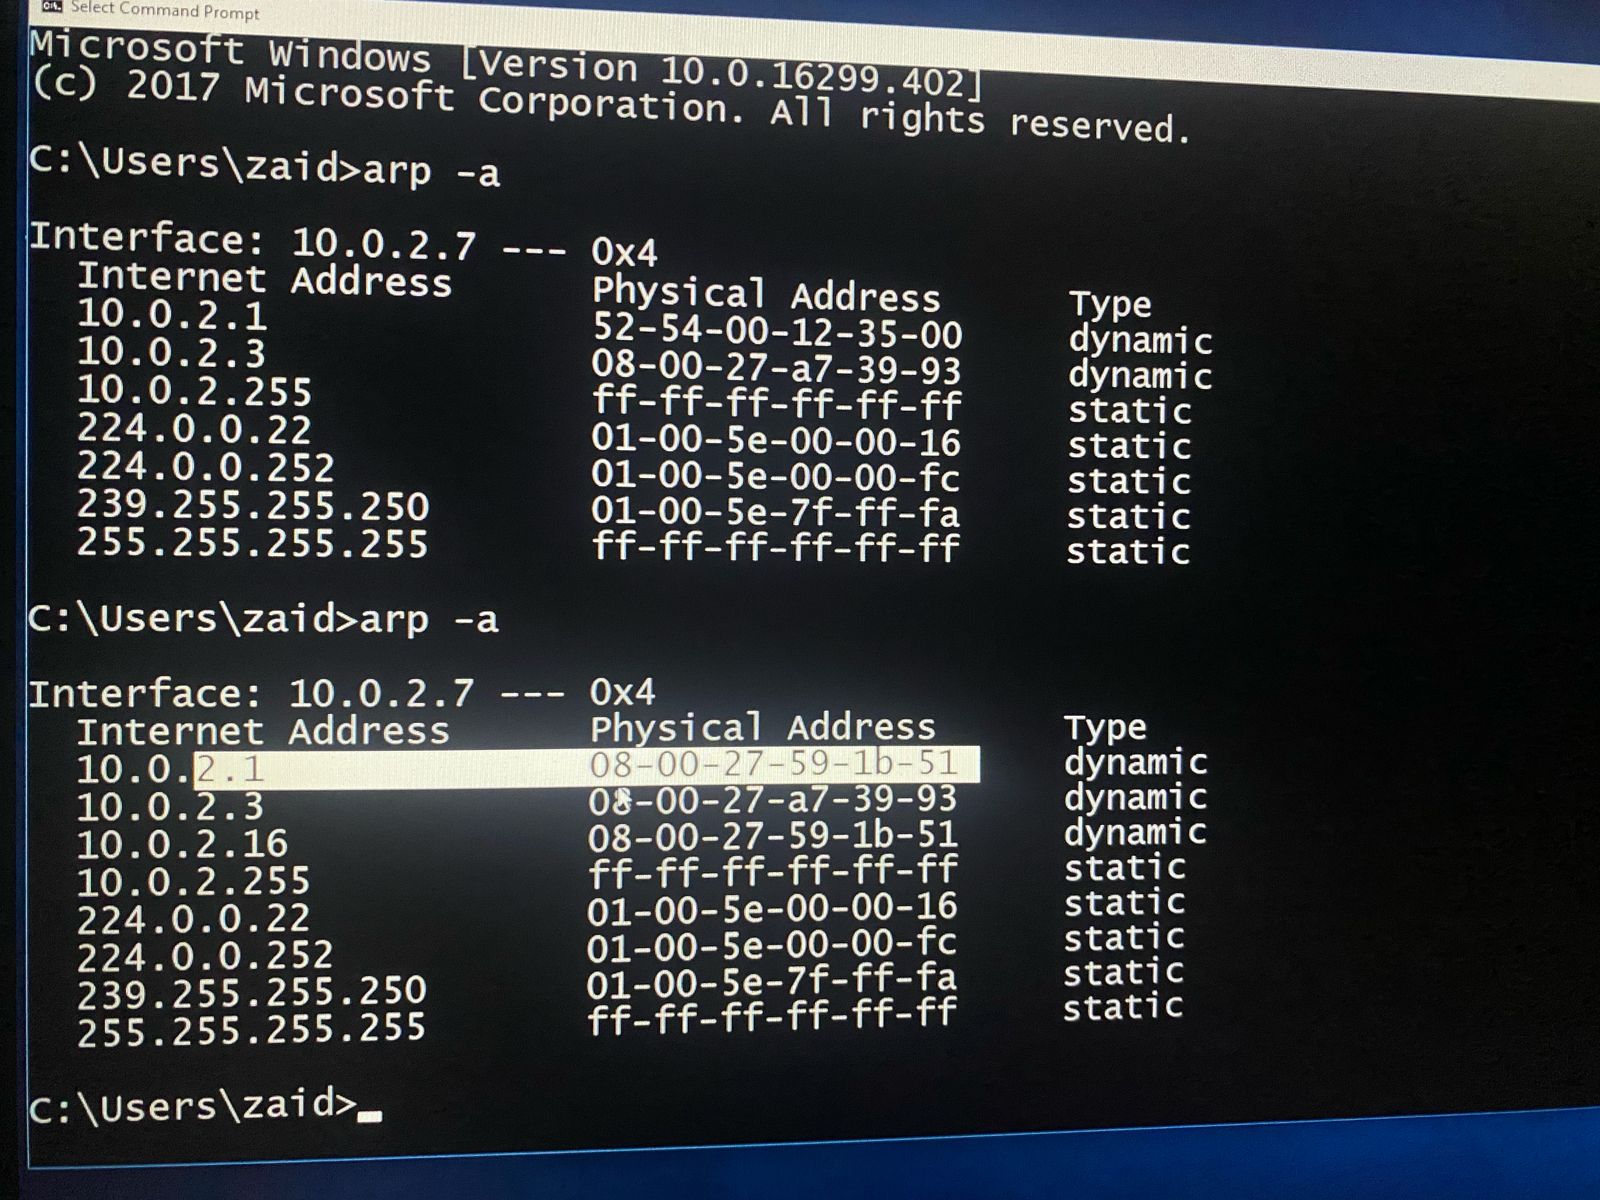 Select Command Prompt
Microsoft Windows [Version 10.0.16299.402]
(c) 2017 Microsoft Corporation. All rights reserved.
C:\Users\zaid>arp -a
Interface: 10.0.2.7 --- 0x4
Internet Address Physical Address Type
10.0.2.1 52-54-00-12-35-00 dynamic
10.0.2.3 08-00-27-a7-39-93 dynamic
10.0.2.255 ff-ff-ff-ff-ff-ff static
224.0.0.22 01-00-5e-00-00-16 static
224.0.0.252 01-00-5e-00-00-fc static
239.255.255.250 01-00-5e-7f-ff-fa static
255.255.255.255 ff-ff-ff-ff-ff-ff static
C:\Users\zaid>arp -a
Interface: 10.0.2.7 --- 0x4
Internet Address Physical Address Type
10.0.2.1 08-00-27-59-1b-51 dynamic
10.0.2.3 08-00-27-a7-39-93 dynamic
10.0.2.16 08-00-27-59-1b-51 dynamic
10.0.2.255 ff-ff-ff-ff-ff-ff static
224.0.0.22 01-00-5e-00-00-16 static
224.0.0.252 01-00-5e-00-00-fc static
239.255.255.250 01-00-5e-7f-ff-fa static
255.255.255.255 ff-ff-ff-ff-ff-ff static
C:\Users\zaid>